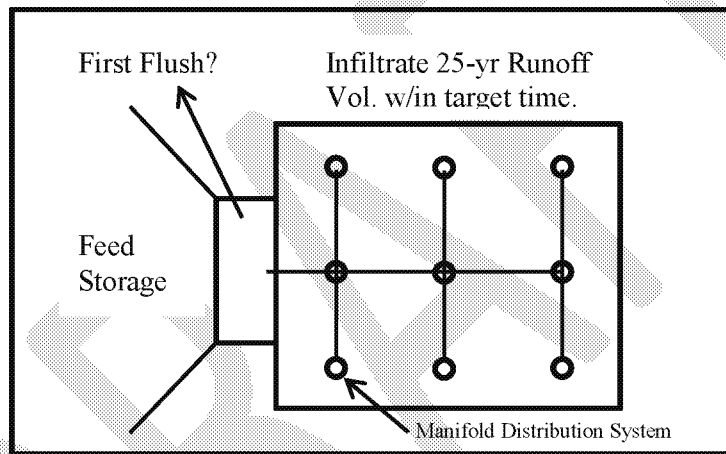 First Flush?
Infiltrate 25-yr Runoff
Vol. w/in target time.
Feed
Storage
Manifold Distribution System